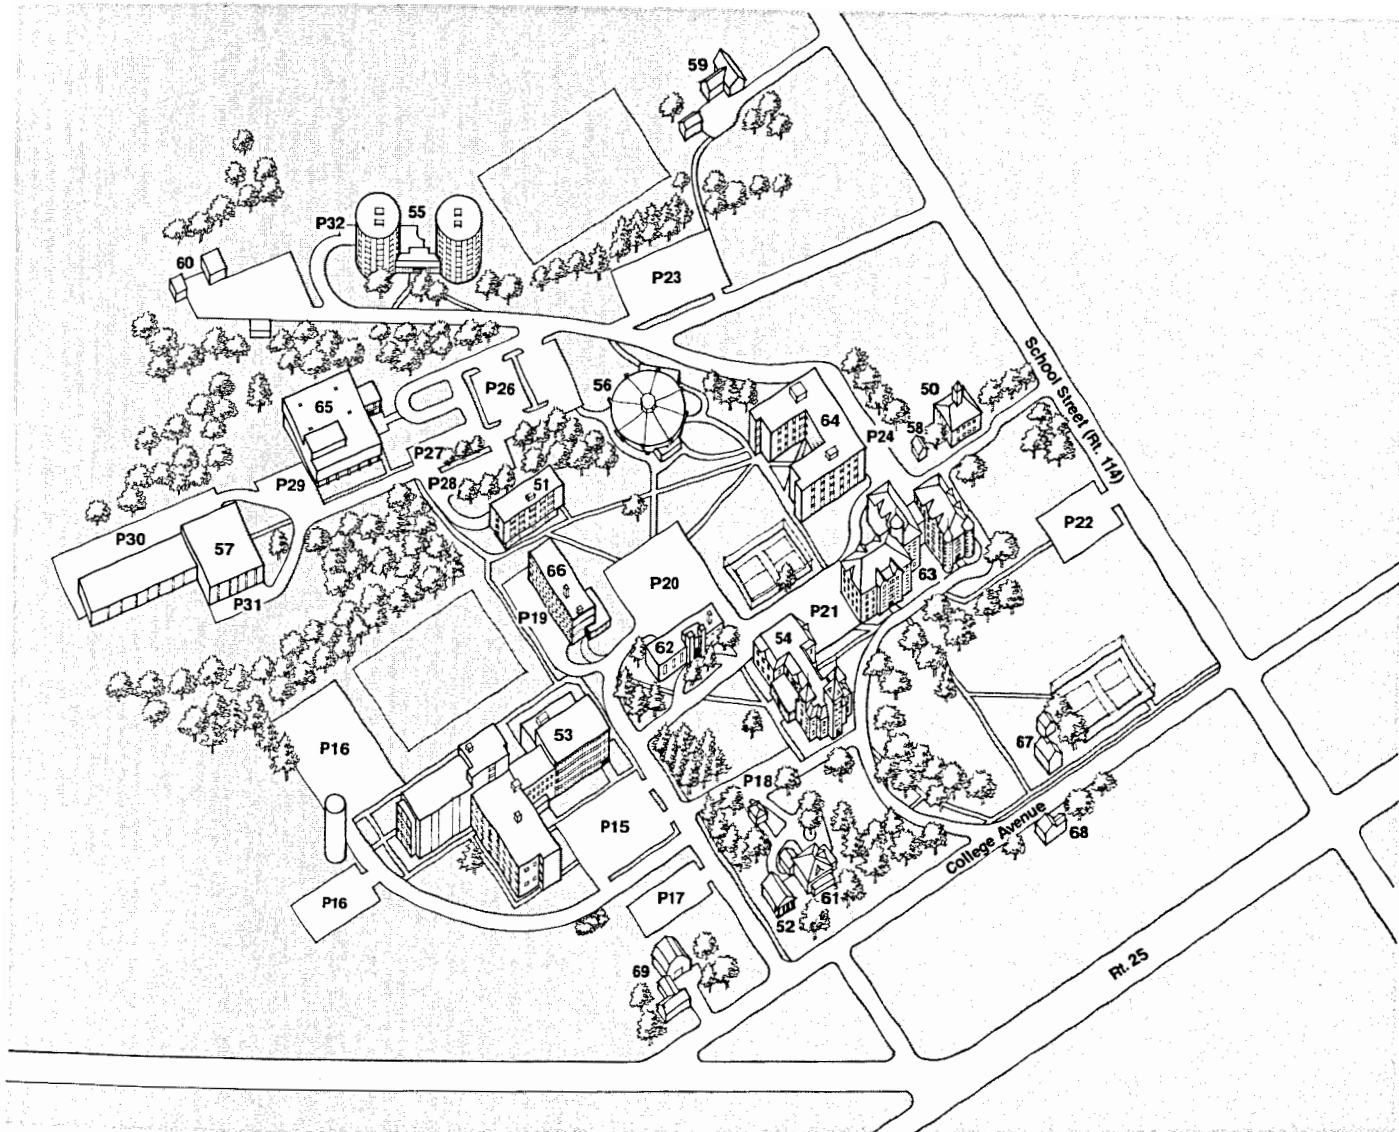 59
P32
55
60
P23
School Street (Rt. 114)
P26
56
50
65
64
58
P24
P27
P28
51
P29
P22
P30
57
66
P20
63
P31
P19
P21
62
54
P16
53
67
P18
P15
College Avenue
68
P16
P17
61
52
69
Rt. 25